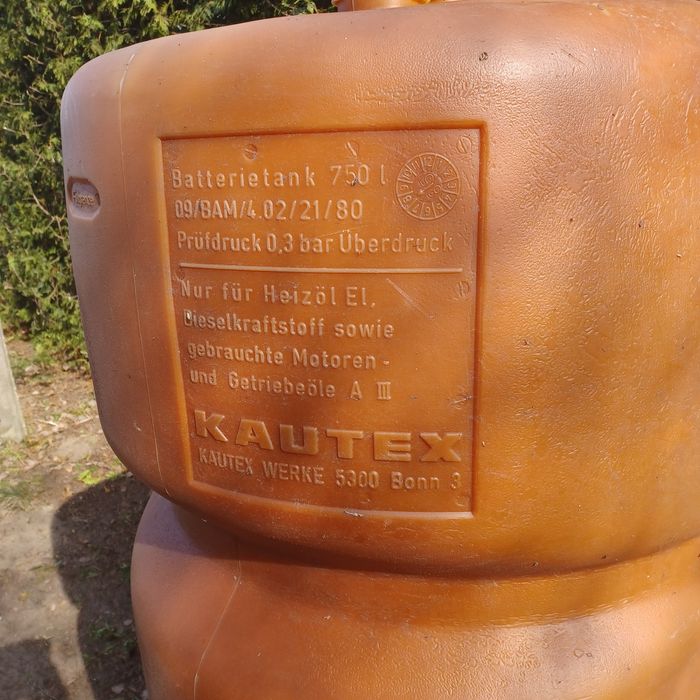 Batterietank 750 l
09/BAM/4.02/21/80
Prüfdruck 0,3 bar Überdruck
Nur für Heizöl El,
Dieselkraftstoff sowie
gebrauchte Motoren-
und Getriebeöle A III
KAUTEX
KAUTEX WERKE 5300 Bonn 3